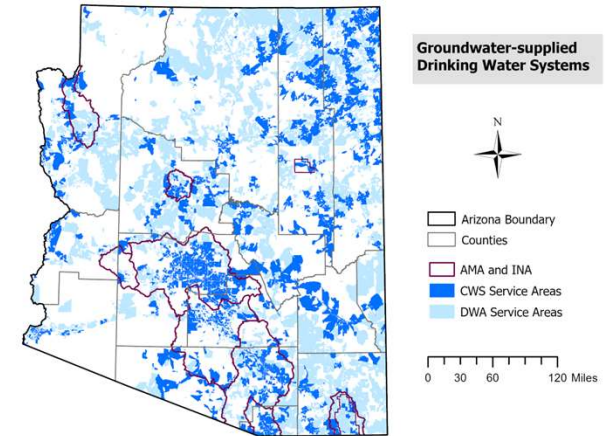 Groundwater-supplied
Drinking Water Systems
N
Arizona Boundary
Counties
AMA and INA
CWS Service Areas
DWA Service Areas
0 30 60 120 Miles